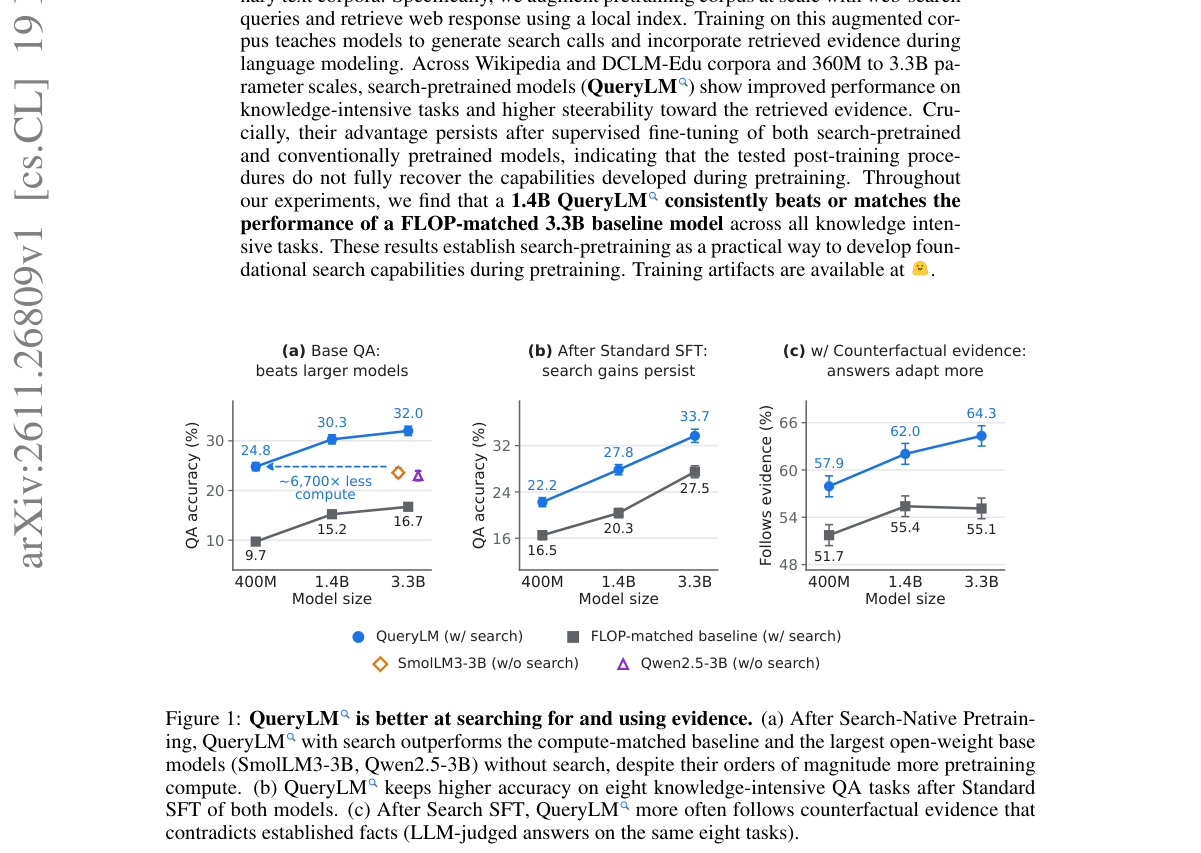 arXiv:2611.26809v1 [cs.CL] 19
queries and retrieve web response using a local index. Training on this augmented cor-
pus teaches models to generate search calls and incorporate retrieved evidence during
language modeling. Across Wikipedia and DCLM-Edu corpora and 360M to 3.3B pa-
rameter scales, search-pretrained models (QueryLM) show improved performance on
knowledge-intensive tasks and higher steerability toward the retrieved evidence. Cru-
cially, their advantage persists after supervised fine-tuning of both search-pretrained
and conventionally pretrained models, indicating that the tested post-training proce-
dures do not fully recover the capabilities developed during pretraining. Throughout
our experiments, we find that a 1.4B QueryLM consistently beats or matches the
performance of a FLOP-matched 3.3B baseline model across all knowledge inten-
sive tasks. These results establish search-pretraining as a practical way to develop foun-
dational search capabilities during pretraining. Training artifacts are available at .
(a) Base QA:
beats larger models
QA accuracy (%)
30
20
10
24.8
30.3
32.0
~6,700× less
compute
9.7
15.2
16.7
400M 1.4B 3.3B
Model size
(b) After Standard SFT:
search gains persist
QA accuracy (%)
32
24
16
22.2
27.8
33.7
16.5
20.3
27.5
400M 1.4B 3.3B
Model size
(c) w/ Counterfactual evidence:
answers adapt more
Follows evidence (%)
66
60
54
48
57.9
62.0
64.3
51.7
55.4
55.1
400M 1.4B 3.3B
Model size
QueryLM (w/ search) FLOP-matched baseline (w/ search)
SmolLM3-3B (w/o search) Qwen2.5-3B (w/o search)
Figure 1: QueryLM is better at searching for and using evidence. (a) After Search-Native Pretrain-
ing, QueryLM with search outperforms the compute-matched baseline and the largest open-weight base
models (SmolLM3-3B, Qwen2.5-3B) without search, despite their orders of magnitude more pretraining
compute. (b) QueryLM keeps higher accuracy on eight knowledge-intensive QA tasks after Standard
SFT of both models. (c) After Search SFT, QueryLM more often follows counterfactual evidence that
contradicts established facts (LLM-judged answers on the same eight tasks).